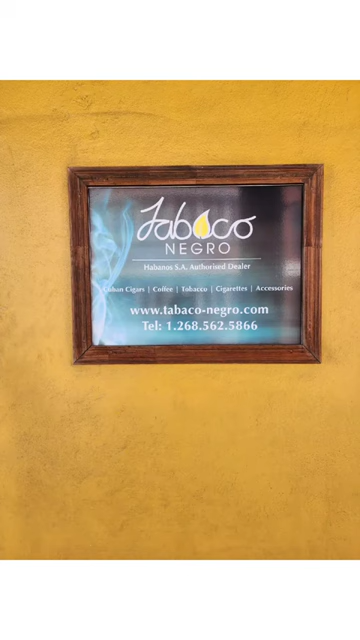 Tabaco
NEGRO
Habanos S.A. Authorised Dealer
Cuban Cigars | Coffee | Tobacco | Cigarettes | Accessories
www.tabaco-negro.com
Tel: 1.268.562.5866